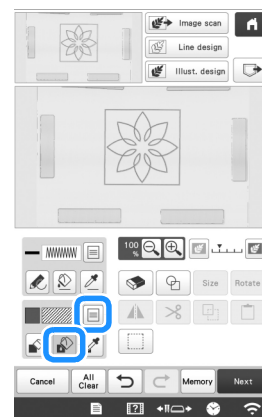 Image scan
Line design
Illust. design
100 %
Size Rotate
Cancel All Clear Memory Next
?